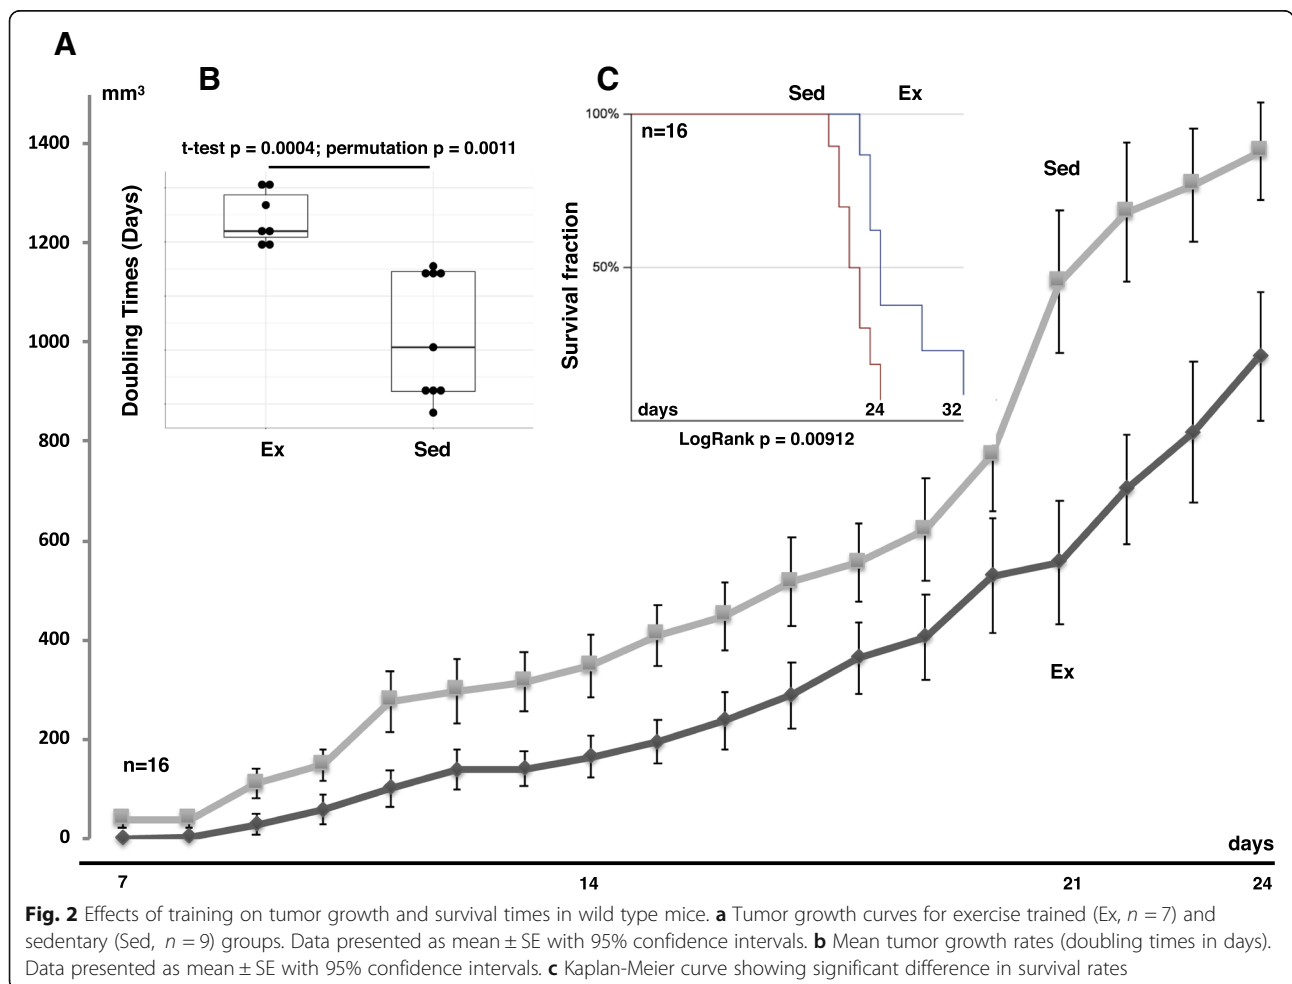 A
mm³
1400
1200
1000
800
600
400
200
0
n=16
Sed
Ex
days
7
14
21
24
B
t-test p = 0.0004; permutation p = 0.0011
Doubling Times (Days)
Ex
Sed
C
Sed
Ex
100%
n=16
50%
Survival fraction
days
24
32
LogRank p = 0.00912
Fig. 2 Effects of training on tumor growth and survival times in wild type mice. a Tumor growth curves for exercise trained (Ex, n = 7) and
sedentary (Sed, n = 9) groups. Data presented as mean ± SE with 95% confidence intervals. b Mean tumor growth rates (doubling times in days).
Data presented as mean ± SE with 95% confidence intervals. c Kaplan-Meier curve showing significant difference in survival rates